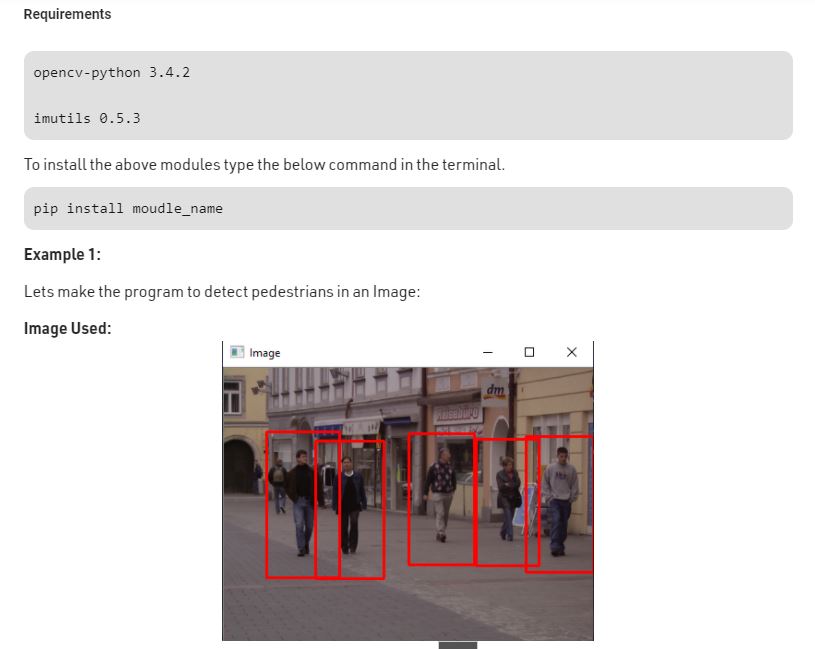 Requirements
opencv-python 3.4.2
imutils 0.5.3
To install the above modules type the below command in the terminal.
pip install moudle_name
Example 1:
Lets make the program to detect pedestrians in an Image:
Image Used:
Image
dm